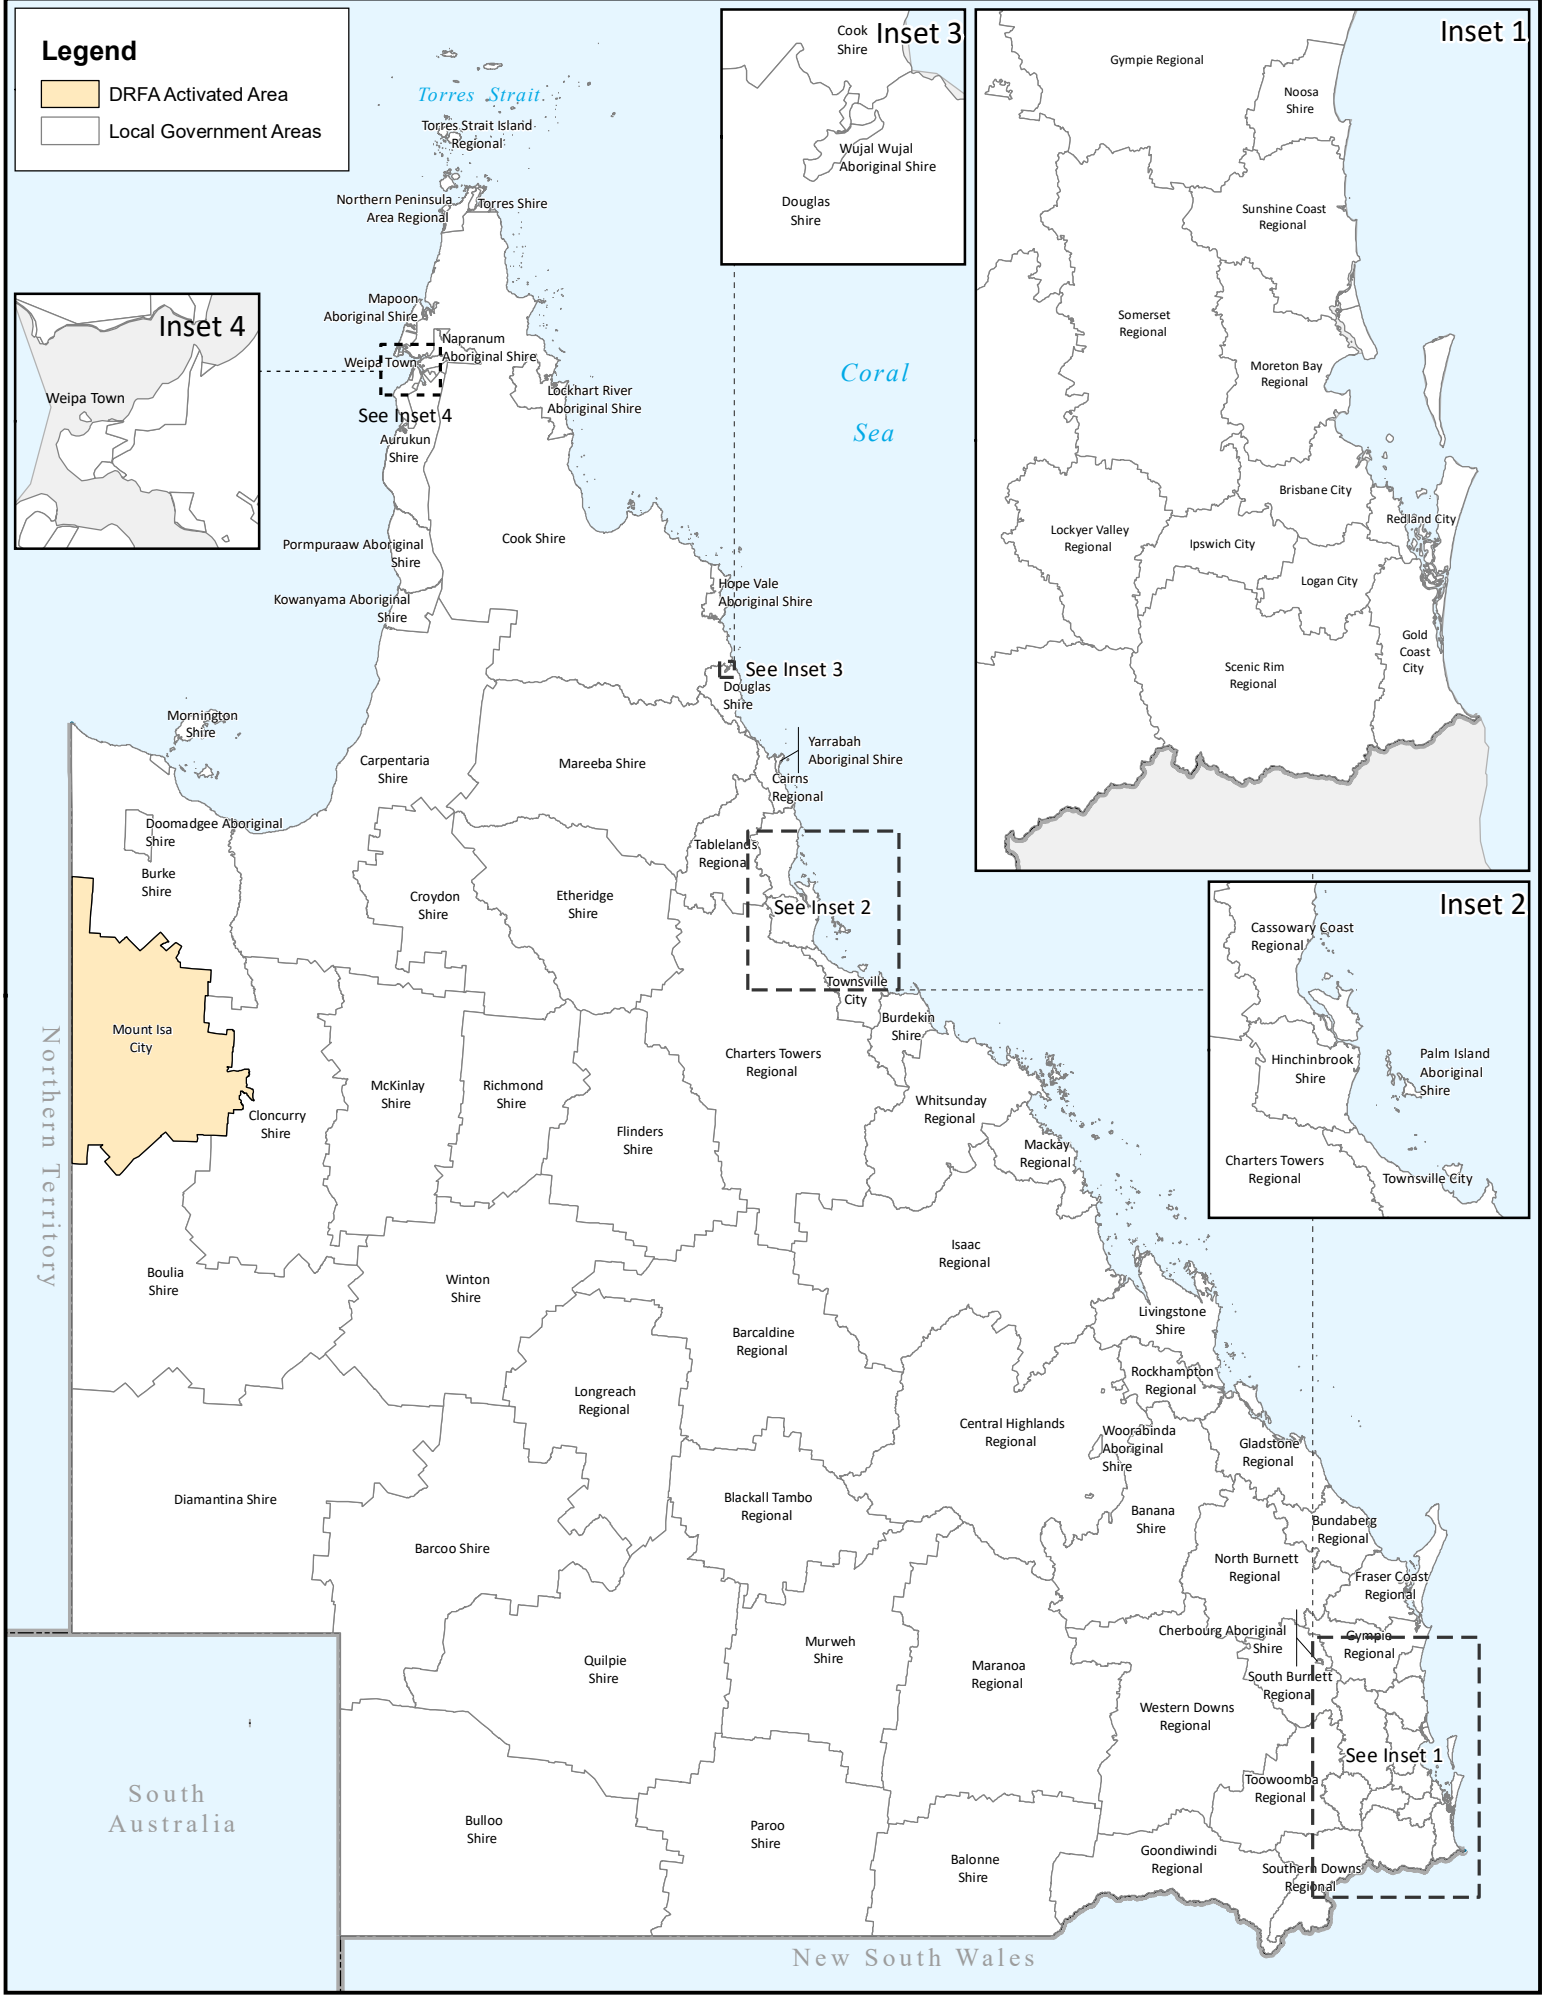 Legend
DRFA Activated Area
Local Government Areas
Inset 3
Cook
Shire
Wujal Wujal
Aboriginal Shire
Douglas
Shire
Inset 1
Gympie Regional
Noosa
Shire
Sunshine Coast
Regional
Somerset
Regional
Moreton Bay
Regional
Brisbane City
Redland City
Lockyer Valley
Regional
Ipswich City
Logan City
Gold
Coast
City
Scenic Rim
Regional
Inset 4
Weipa Town
Inset 2
Cassowary Coast
Regional
Hinchinbrook
Shire
Palm Island
Aboriginal
Shire
Charters Towers
Regional
Townsville City
Torres Strait
Torres Strait Island
Regional
Northern Peninsula
Area Regional
Torres Shire
Mapoon
Aboriginal Shire
Napranum
Aboriginal Shire
Weipa Town
Lockhart River
Aboriginal Shire
See Inset 4
Aurukun
Shire
Coral
Sea
Cook Shire
Pormpuraaw Aboriginal
Shire
Hope Vale
Aboriginal Shire
Kowanyama Aboriginal
Shire
See Inset 3
Douglas
Shire
Mornington
Shire
Yarrabah
Aboriginal Shire
Carpentaria
Shire
Mareeba Shire
Cairns
Regional
Doomadgee Aboriginal
Shire
Tablelands
Regional
Burke
Shire
Croydon
Shire
Etheridge
Shire
See Inset 2
Townsville
City
Burdekin
Shire
Mount Isa
City
Northern Territory
Charters Towers
Regional
McKinlay
Shire
Richmond
Shire
Whitsunday
Regional
Cloncurry
Shire
Flinders
Shire
Mackay
Regional
Isaac
Regional
Boulia
Shire
Winton
Shire
Livingstone
Shire
Barcaldine
Regional
Rockhampton
Regional
Longreach
Regional
Central Highlands
Regional
Woorabinda
Aboriginal
Shire
Gladstone
Regional
Diamantina Shire
Blackall Tambo
Regional
Banana
Shire
Bundaberg
Regional
Barcoo Shire
North Burnett
Regional
Fraser Coast
Regional
Cherbourg Aboriginal
Shire
Gympie
Regional
Murweh
Shire
Quilpie
Shire
Maranoa
Regional
South Burnett
Regional
Western Downs
Regional
See Inset 1
Toowoomba
Regional
South
Australia
Bulloo
Shire
Paroo
Shire
Balonne
Shire
Goondiwindi
Regional
Southern Downs
Regional
New South Wales